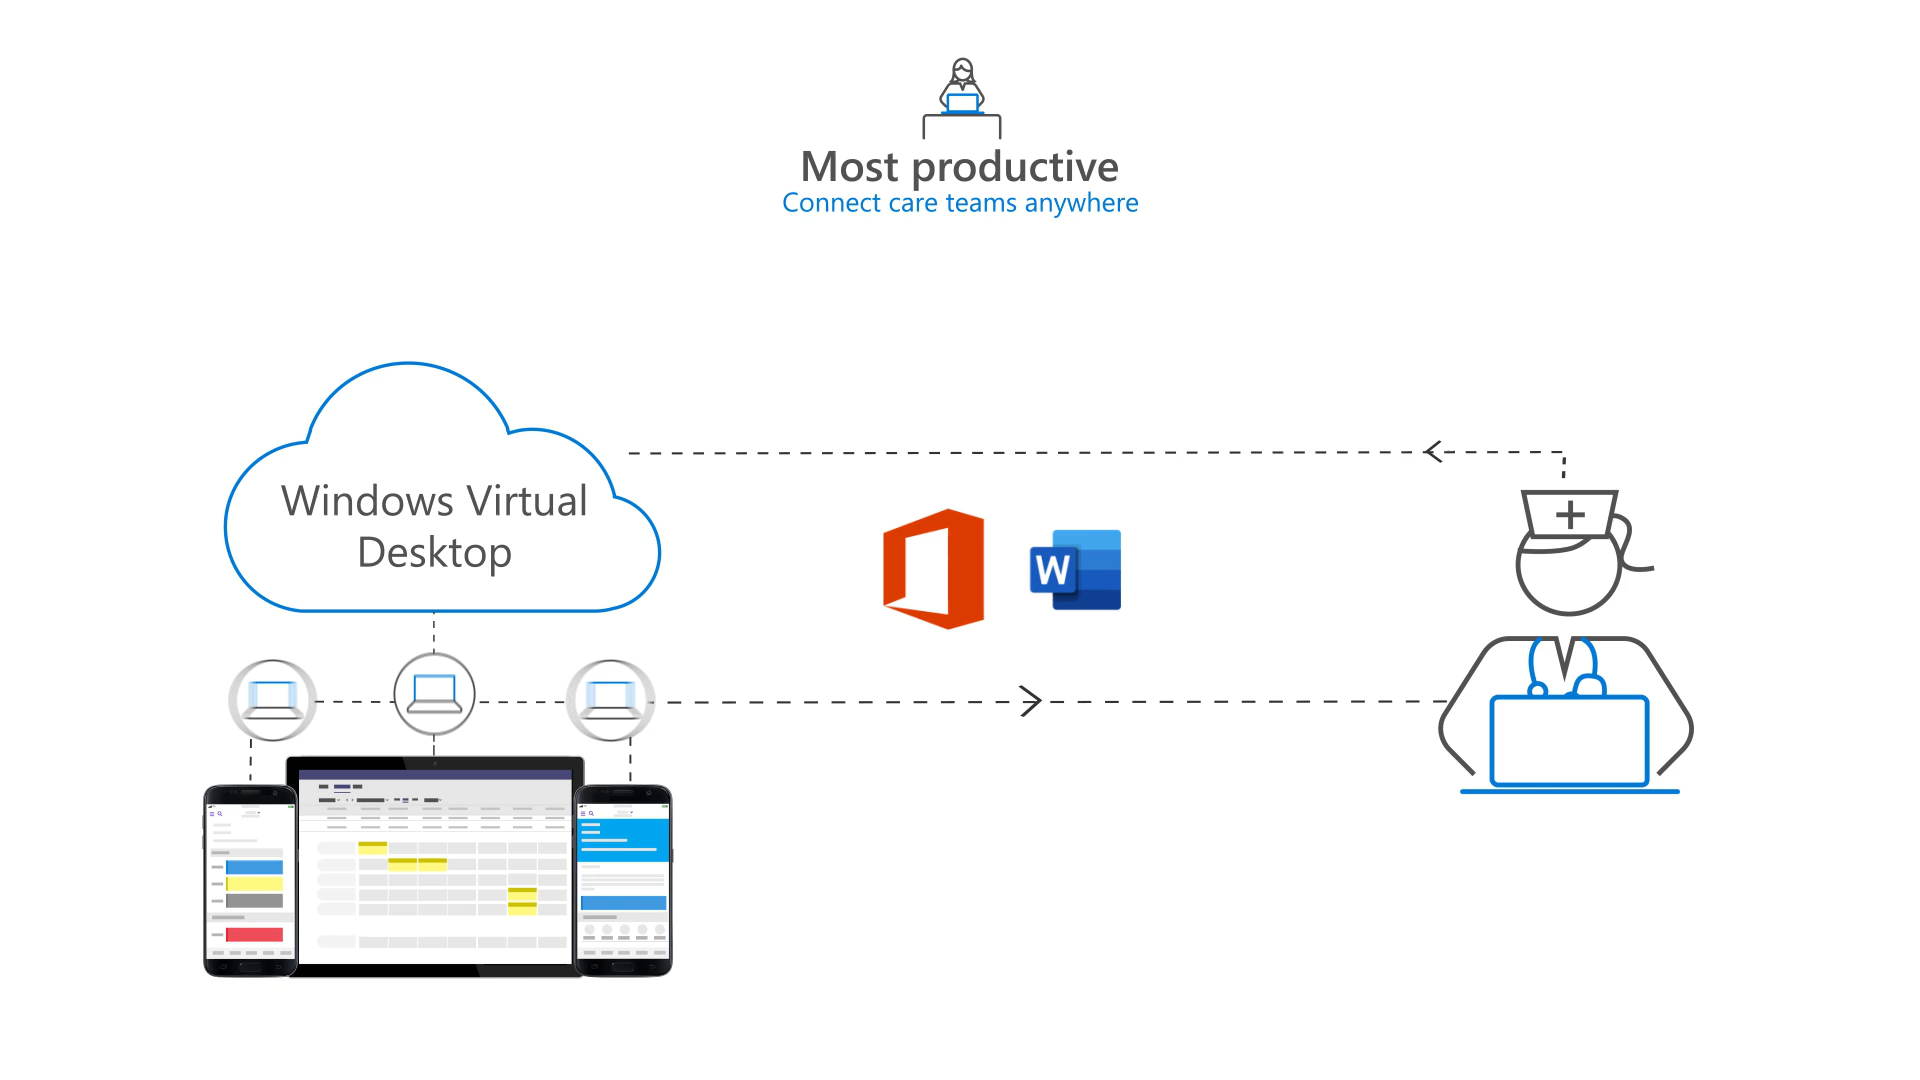 Most productive
Connect care teams anywhere
Windows Virtual
Desktop
W